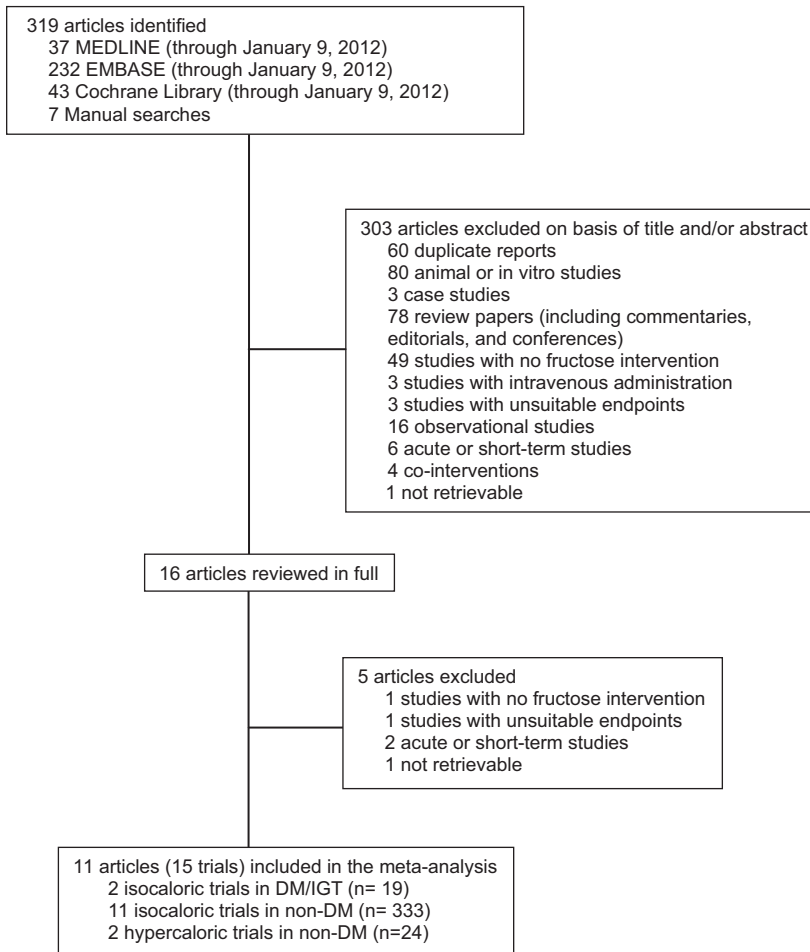 319 articles identified
37 MEDLINE (through January 9, 2012)
232 EMBASE (through January 9, 2012)
43 Cochrane Library (through January 9, 2012)
7 Manual searches
303 articles excluded on basis of title and/or abstract
60 duplicate reports
80 animal or in vitro studies
3 case studies
78 review papers (including commentaries,
editorials, and conferences)
49 studies with no fructose intervention
3 studies with intravenous administration
3 studies with unsuitable endpoints
16 observational studies
6 acute or short-term studies
4 co-interventions
1 not retrievable
16 articles reviewed in full
5 articles excluded
1 studies with no fructose intervention
1 studies with unsuitable endpoints
2 acute or short-term studies
1 not retrievable
11 articles (15 trials) included in the meta-analysis
2 isocaloric trials in DM/IGT (n= 19)
11 isocaloric trials in non-DM (n= 333)
2 hypercaloric trials in non-DM (n=24)